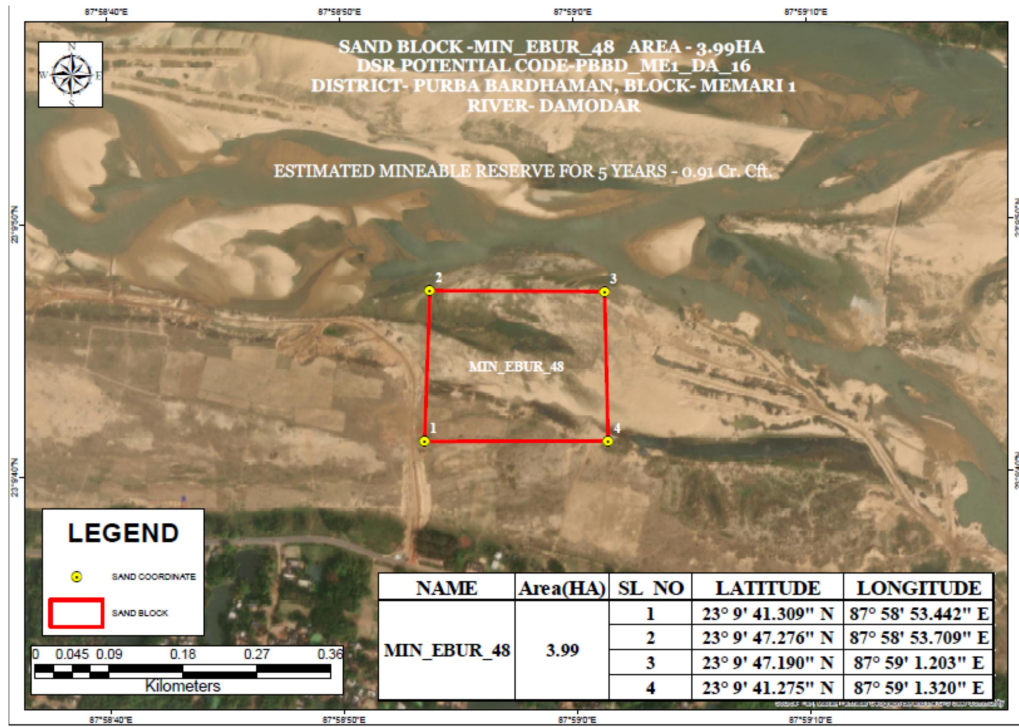 87°58'40"E 87°58'50"E 87°59'0"E 87°59'10"E
N
W E
S
SAND BLOCK -MIN_EBUR_48 AREA - 3.99HA
DSR POTENTIAL CODE-PBBD_ME1_DA_16
DISTRICT- PURBA BARDHAMAN, BLOCK- MEMARI 1
RIVER- DAMODAR
ESTIMATED MINEABLE RESERVE FOR 5 YEARS - 0.91 Cr. Cft.
23°9'50"N
2 3
MIN_EBUR_48
1 4
23°9'40"N
LEGEND
SAND COORDINATE
SAND BLOCK
0 0.045 0.09 0.18 0.27 0.36
Kilometers
NAME Area(HA) SL NO LATITUDE LONGITUDE
MIN_EBUR_48 3.99
1 23° 9' 41.309" N 87° 58' 53.442" E
2 23° 9' 47.276" N 87° 58' 53.709" E
3 23° 9' 47.190" N 87° 59' 1.203" E
4 23° 9' 41.275" N 87° 59' 1.320" E
87°58'40"E 87°58'50"E 87°59'0"E 87°59'10"E